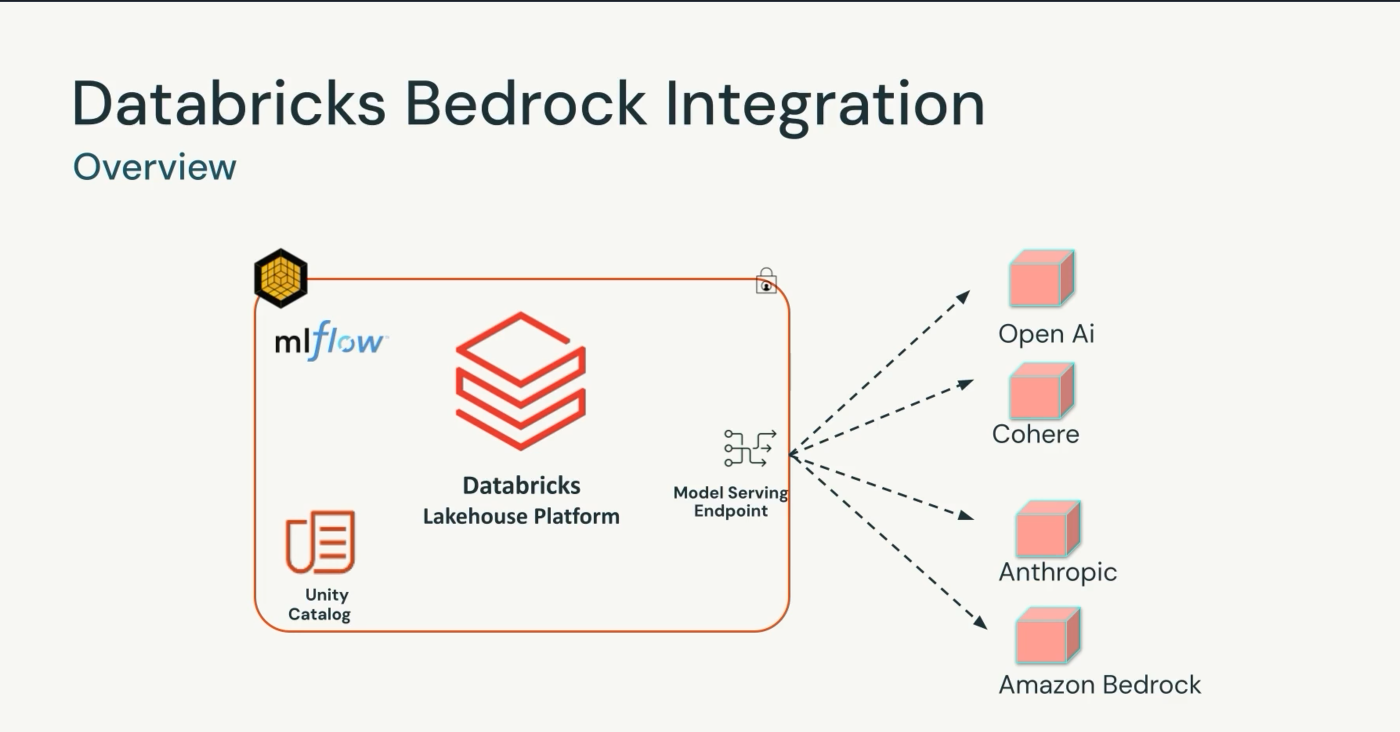 Databricks Bedrock Integration
Overview
mlflow
Databricks
Lakehouse Platform
Model Serving
Endpoint
Unity
Catalog
Open Ai
Cohere
Anthropic
Amazon Bedrock